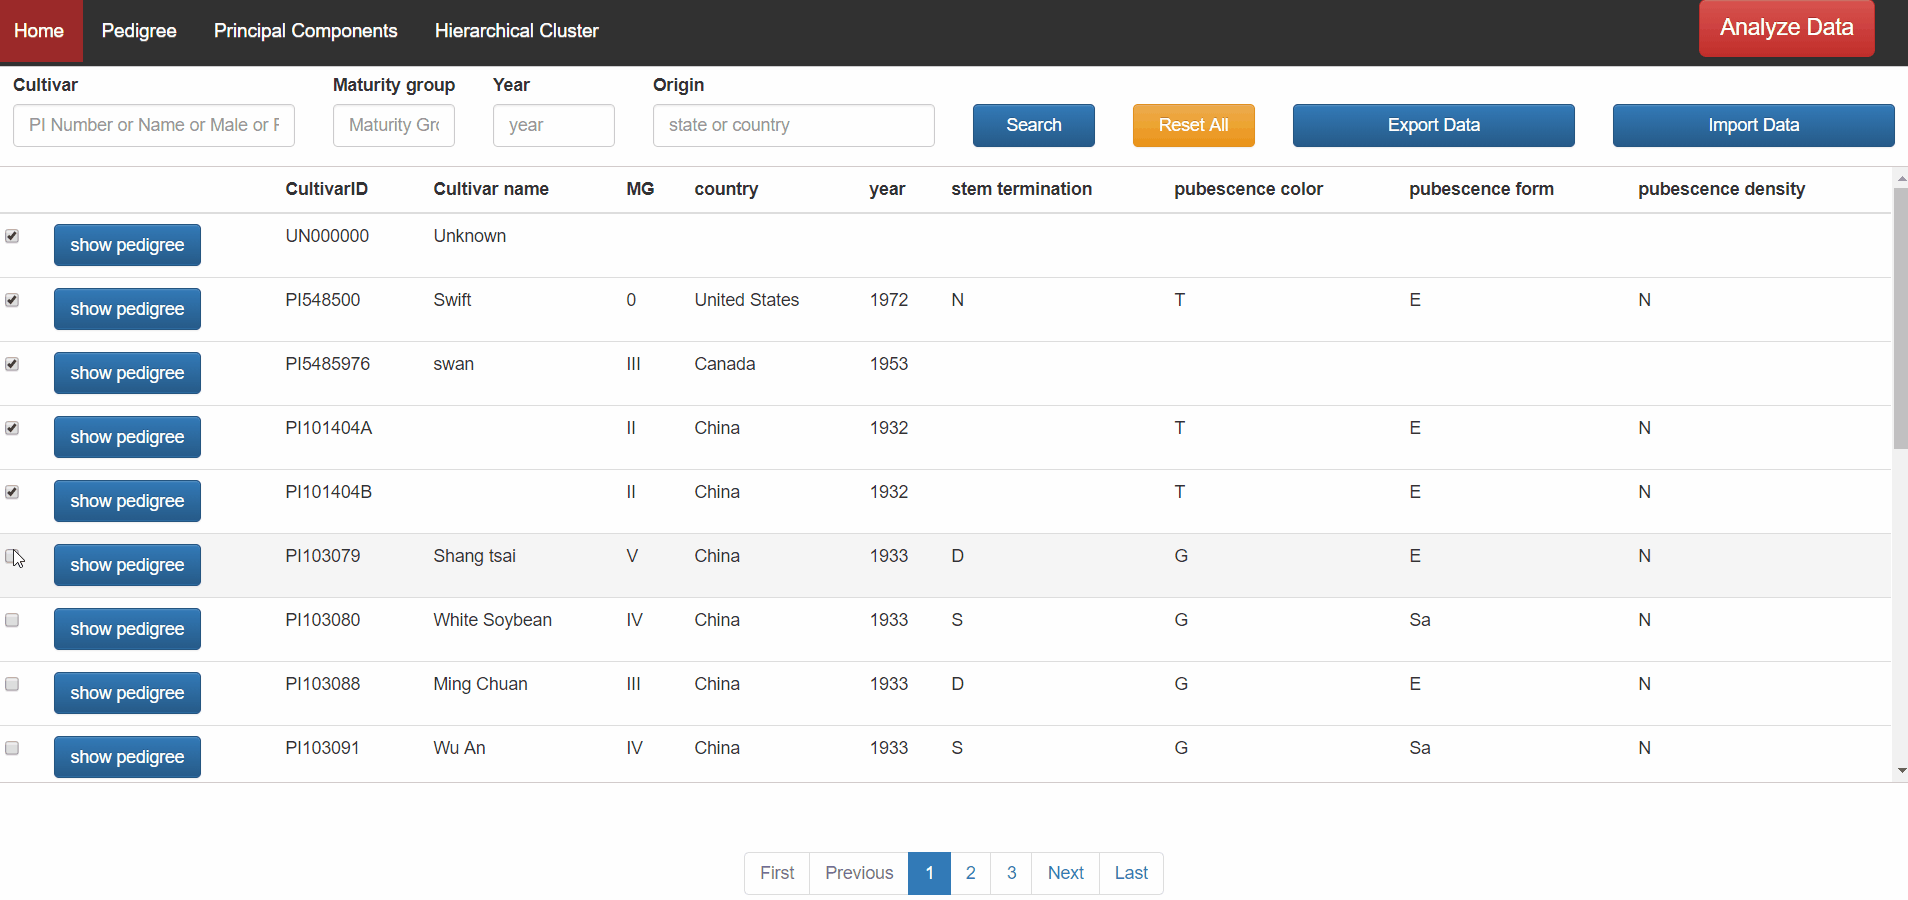 Home Pedigree Principal Components Hierarchical Cluster Analyze Data
Cultivar Maturity group Year Origin
PI Number or Name or Male or F Maturity Gro year state or country Search Reset All Export Data Import Data
CultivarID Cultivar name MG country year stem termination pubescence color pubescence form pubescence density
show pedigree UN000000 Unknown
show pedigree PI548500 Swift 0 United States 1972 N T E N
show pedigree PI5485976 swan III Canada 1953
show pedigree PI101404A II China 1932 T E N
show pedigree PI101404B II China 1932 T E N
show pedigree PI103079 Shang tsai V China 1933 D G E N
show pedigree PI103080 White Soybean IV China 1933 S G Sa N
show pedigree PI103088 Ming Chuan III China 1933 D G E N
show pedigree PI103091 Wu An IV China 1933 S G Sa N
First Previous 1 2 3 Next Last